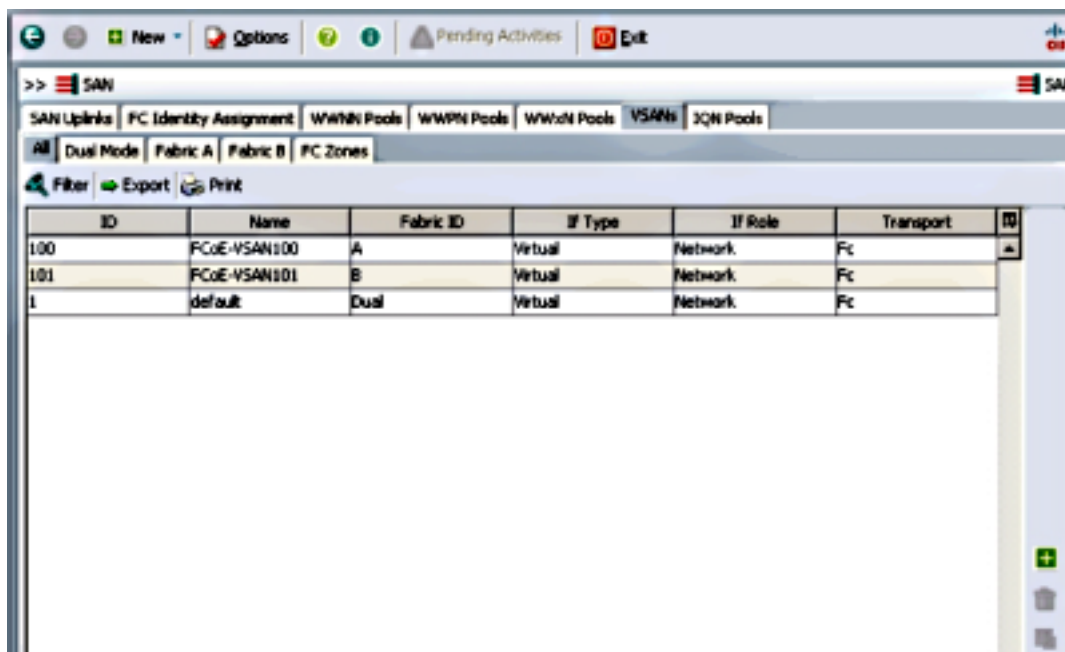 New Options Pending Activities Exit
>> SAN
SAN Uplinks FC Identity Assignment WWNN Pools WWPN Pools WWxN Pools VSANs IQN Pools
All Dual Mode Fabric A Fabric B FC Zones
Filter Export Print
ID Name Fabric ID If Type If Role Transport
100 FCoE-VSAN100 A Virtual Network Fc
101 FCoE-VSAN101 B Virtual Network Fc
1 default Dual Virtual Network Fc